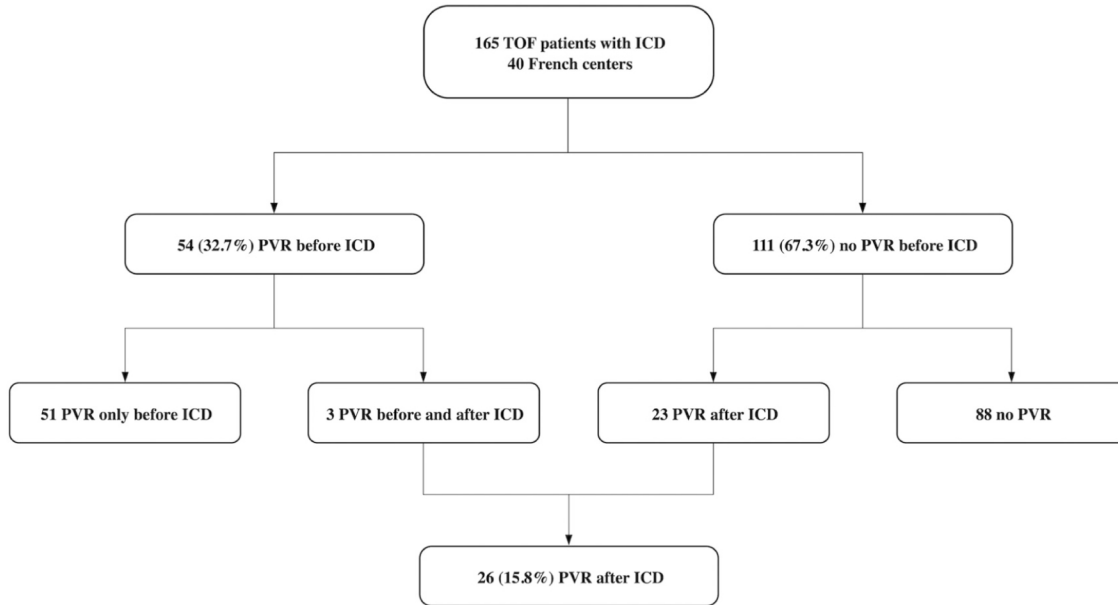 165 TOF patients with ICD
40 French centers
54 (32.7%) PVR before ICD
111 (67.3%) no PVR before ICD
51 PVR only before ICD
3 PVR before and after ICD
23 PVR after ICD
88 no PVR
26 (15.8%) PVR after ICD